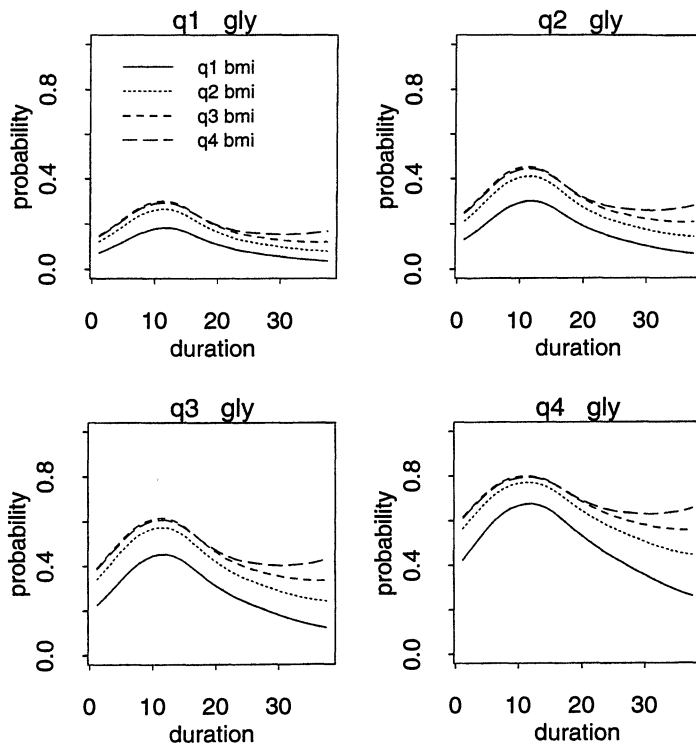 q1 gly
q1 bmi
q2 bmi
q3 bmi
q4 bmi
probability
0.0 0.4 0.8
0 10 20 30
duration
q2 gly
probability
0.0 0.4 0.8
0 10 20 30
duration
q3 gly
probability
0.0 0.4 0.8
0 10 20 30
duration
q4 gly
probability
0.0 0.4 0.8
0 10 20 30
duration